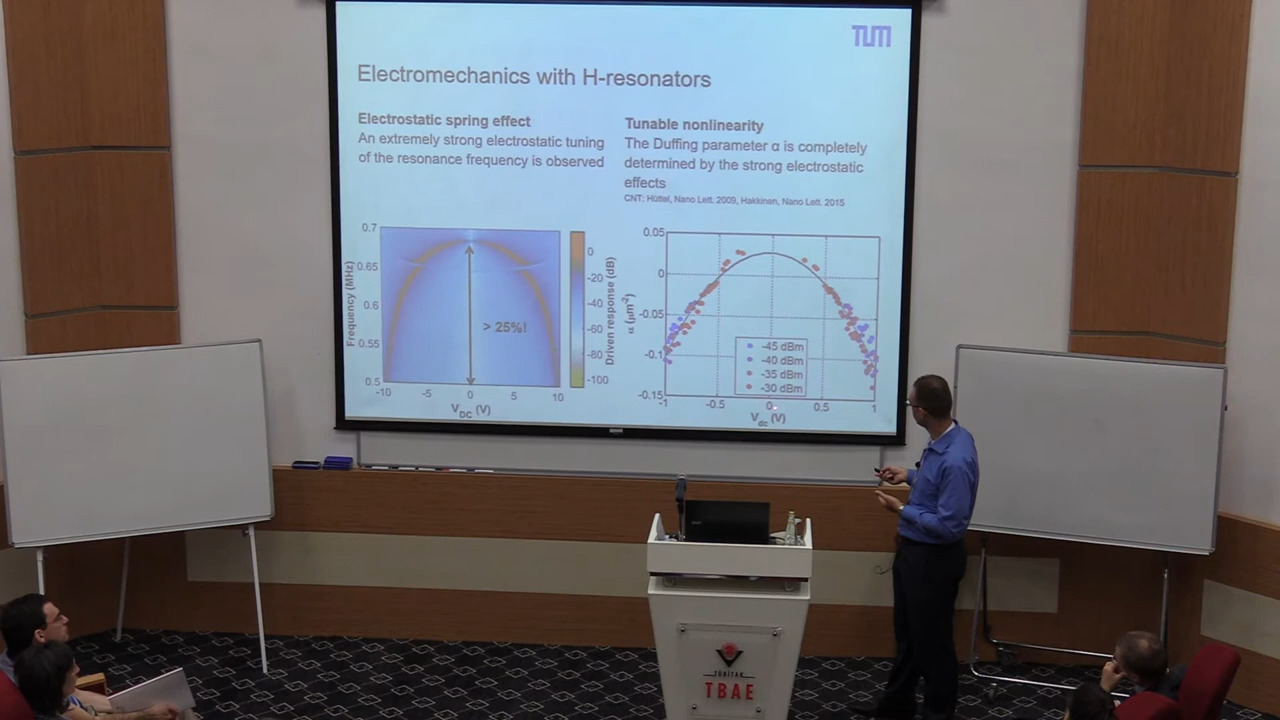 TUM
Electromechanics with H-resonators
Electrostatic spring effect
An extremely strong electrostatic tuning
of the resonance frequency is observed
Tunable nonlinearity
The Duffing parameter α is completely
determined by the strong electrostatic
effects
CNT: Hüttel, Nano Lett. 2009, Hakkinen, Nano Lett. 2015
Frequency (MHz)
0.7
0.65
0.6
0.55
0.5
-10
-5
0
5
10
V_DC (V)
> 25%!
0
-20
-40
-60
-80
-100
Driven response (dB)
α (μm⁻²)
0.05
0
-0.05
-0.1
-0.15
-1
-0.5
0
0.5
1
V_dc (V)
-45 dBm
-40 dBm
-35 dBm
-30 dBm
TÜBİTAK
TBAE